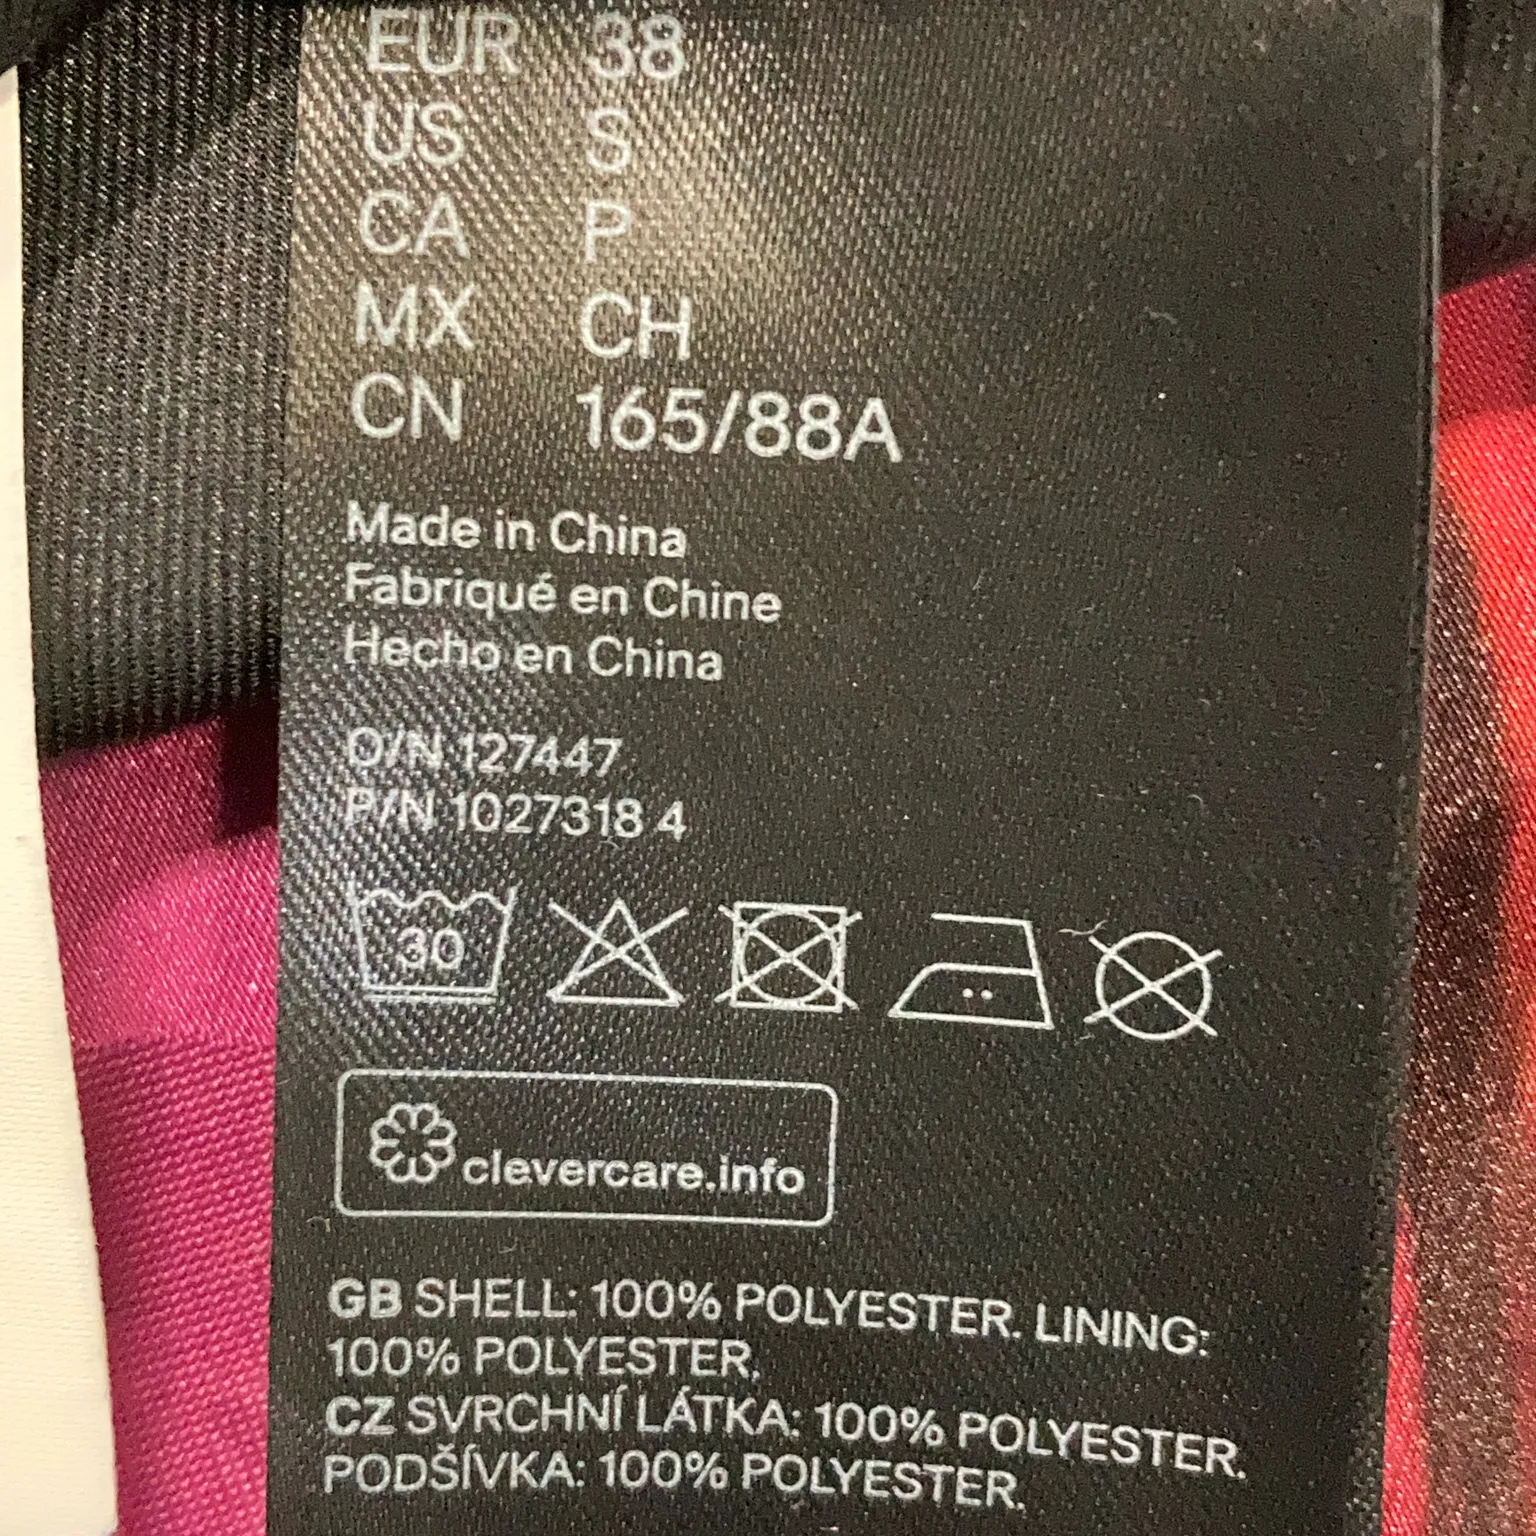 EUR 38
US S
CA P
MX CH
CN 165/88A
Made in China
Fabriqué en Chine
Hecho en China
O/N 127447
P/N 1027318 4
30
clevercare.info
GB SHELL: 100% POLYESTER. LINING:
100% POLYESTER.
CZ SVRCHNÍ LÁTKA: 100% POLYESTER.
PODŠÍVKA: 100% POLYESTER.